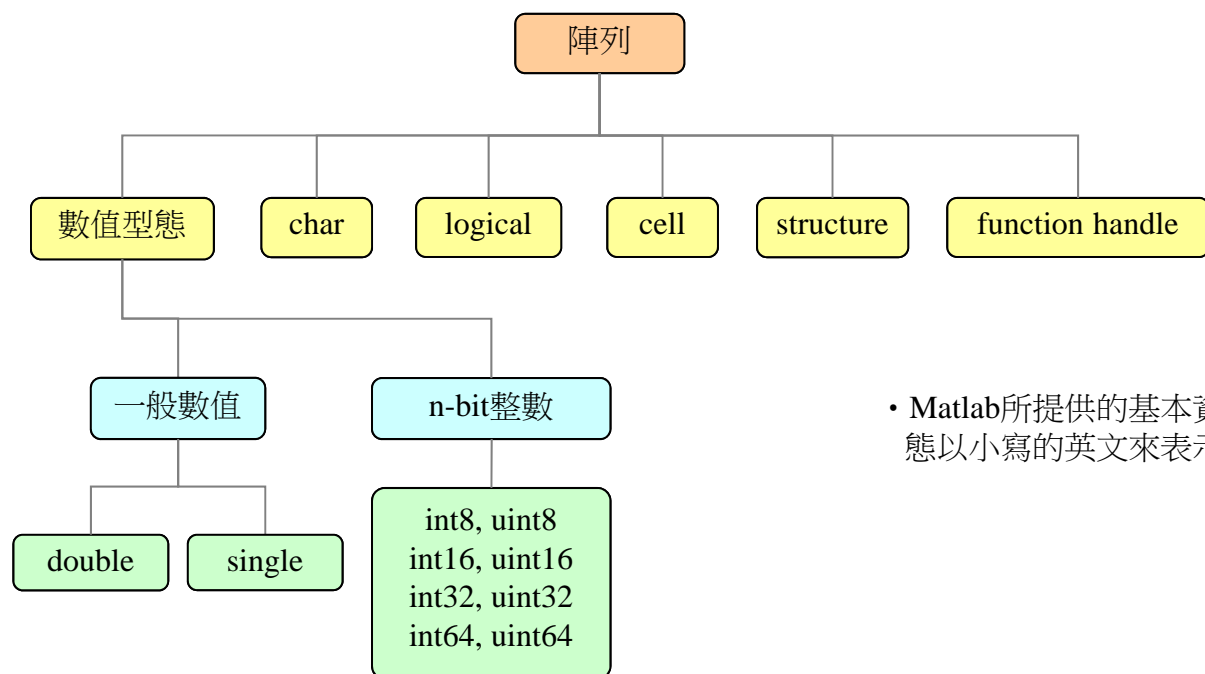 陣列
數值型態
char
logical
cell
structure
function handle
一般數值
n-bit整數
・Matlab所提供的基本
態以小寫的英文來表
double
single
int8, uint8
int16, uint16
int32, uint32
int64, uint64